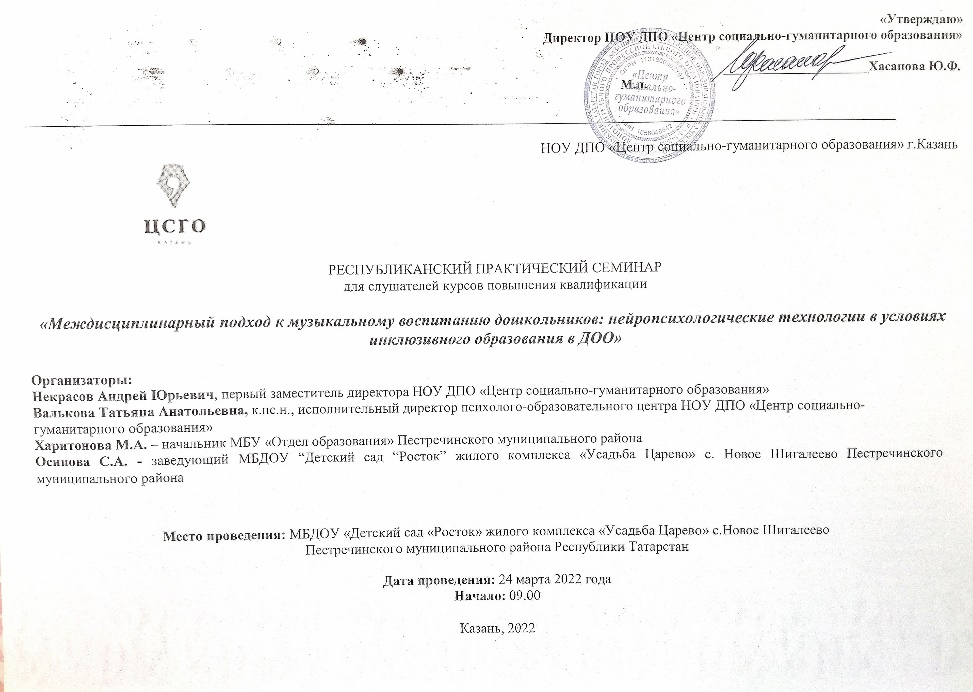 «Утверждаю»
Директор НОУ ДПО «Центр социально-гуманитарного образования»
Хасанова Ю.Ф.
М.п.
«Центр
социально-
гуманитарного
образования»
НОУ ДПО «Центр социально-гуманитарного образования» г.Казань
ЦСГО
КАЗАНЬ
РЕСПУБЛИКАНСКИЙ ПРАКТИЧЕСКИЙ СЕМИНАР
для слушателей курсов повышения квалификации
«Междисциплинарный подход к музыкальному воспитанию дошкольников: нейропсихологические технологии в условиях
инклюзивного образования в ДОО»
Организаторы:
Некрасов Андрей Юрьевич, первый заместитель директора НОУ ДПО «Центр социально-гуманитарного образования»
Валькова Татьяна Анатольевна, к.пс.н., исполнительный директор психолого-образовательного центра НОУ ДПО «Центр социально-
гуманитарного образования»
Харитонова М.А. – начальник МБУ «Отдел образования» Пестречинского муниципального района
Осипова С.А. - заведующий МБДОУ “Детский сад “Росток” жилого комплекса «Усадьба Царево» с. Новое Шигалеево Пестречинского
муниципального района
Место проведения: МБДОУ «Детский сад «Росток» жилого комплекса «Усадьба Царево» с.Новое Шигалеево
Пестречинского муниципального района Республики Татарстан
Дата проведения: 24 марта 2022 года
Начало: 09.00
Казань, 2022